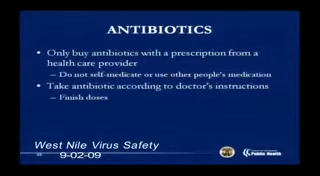 ANTIBIOTICS
• Only buy antibiotics with a prescription from a
health care provider
– Do not self-medicate or use other people's medication
• Take antibiotic according to doctor's instructions
– Finish doses
West Nile Virus Safety
9-02-09
Public Health